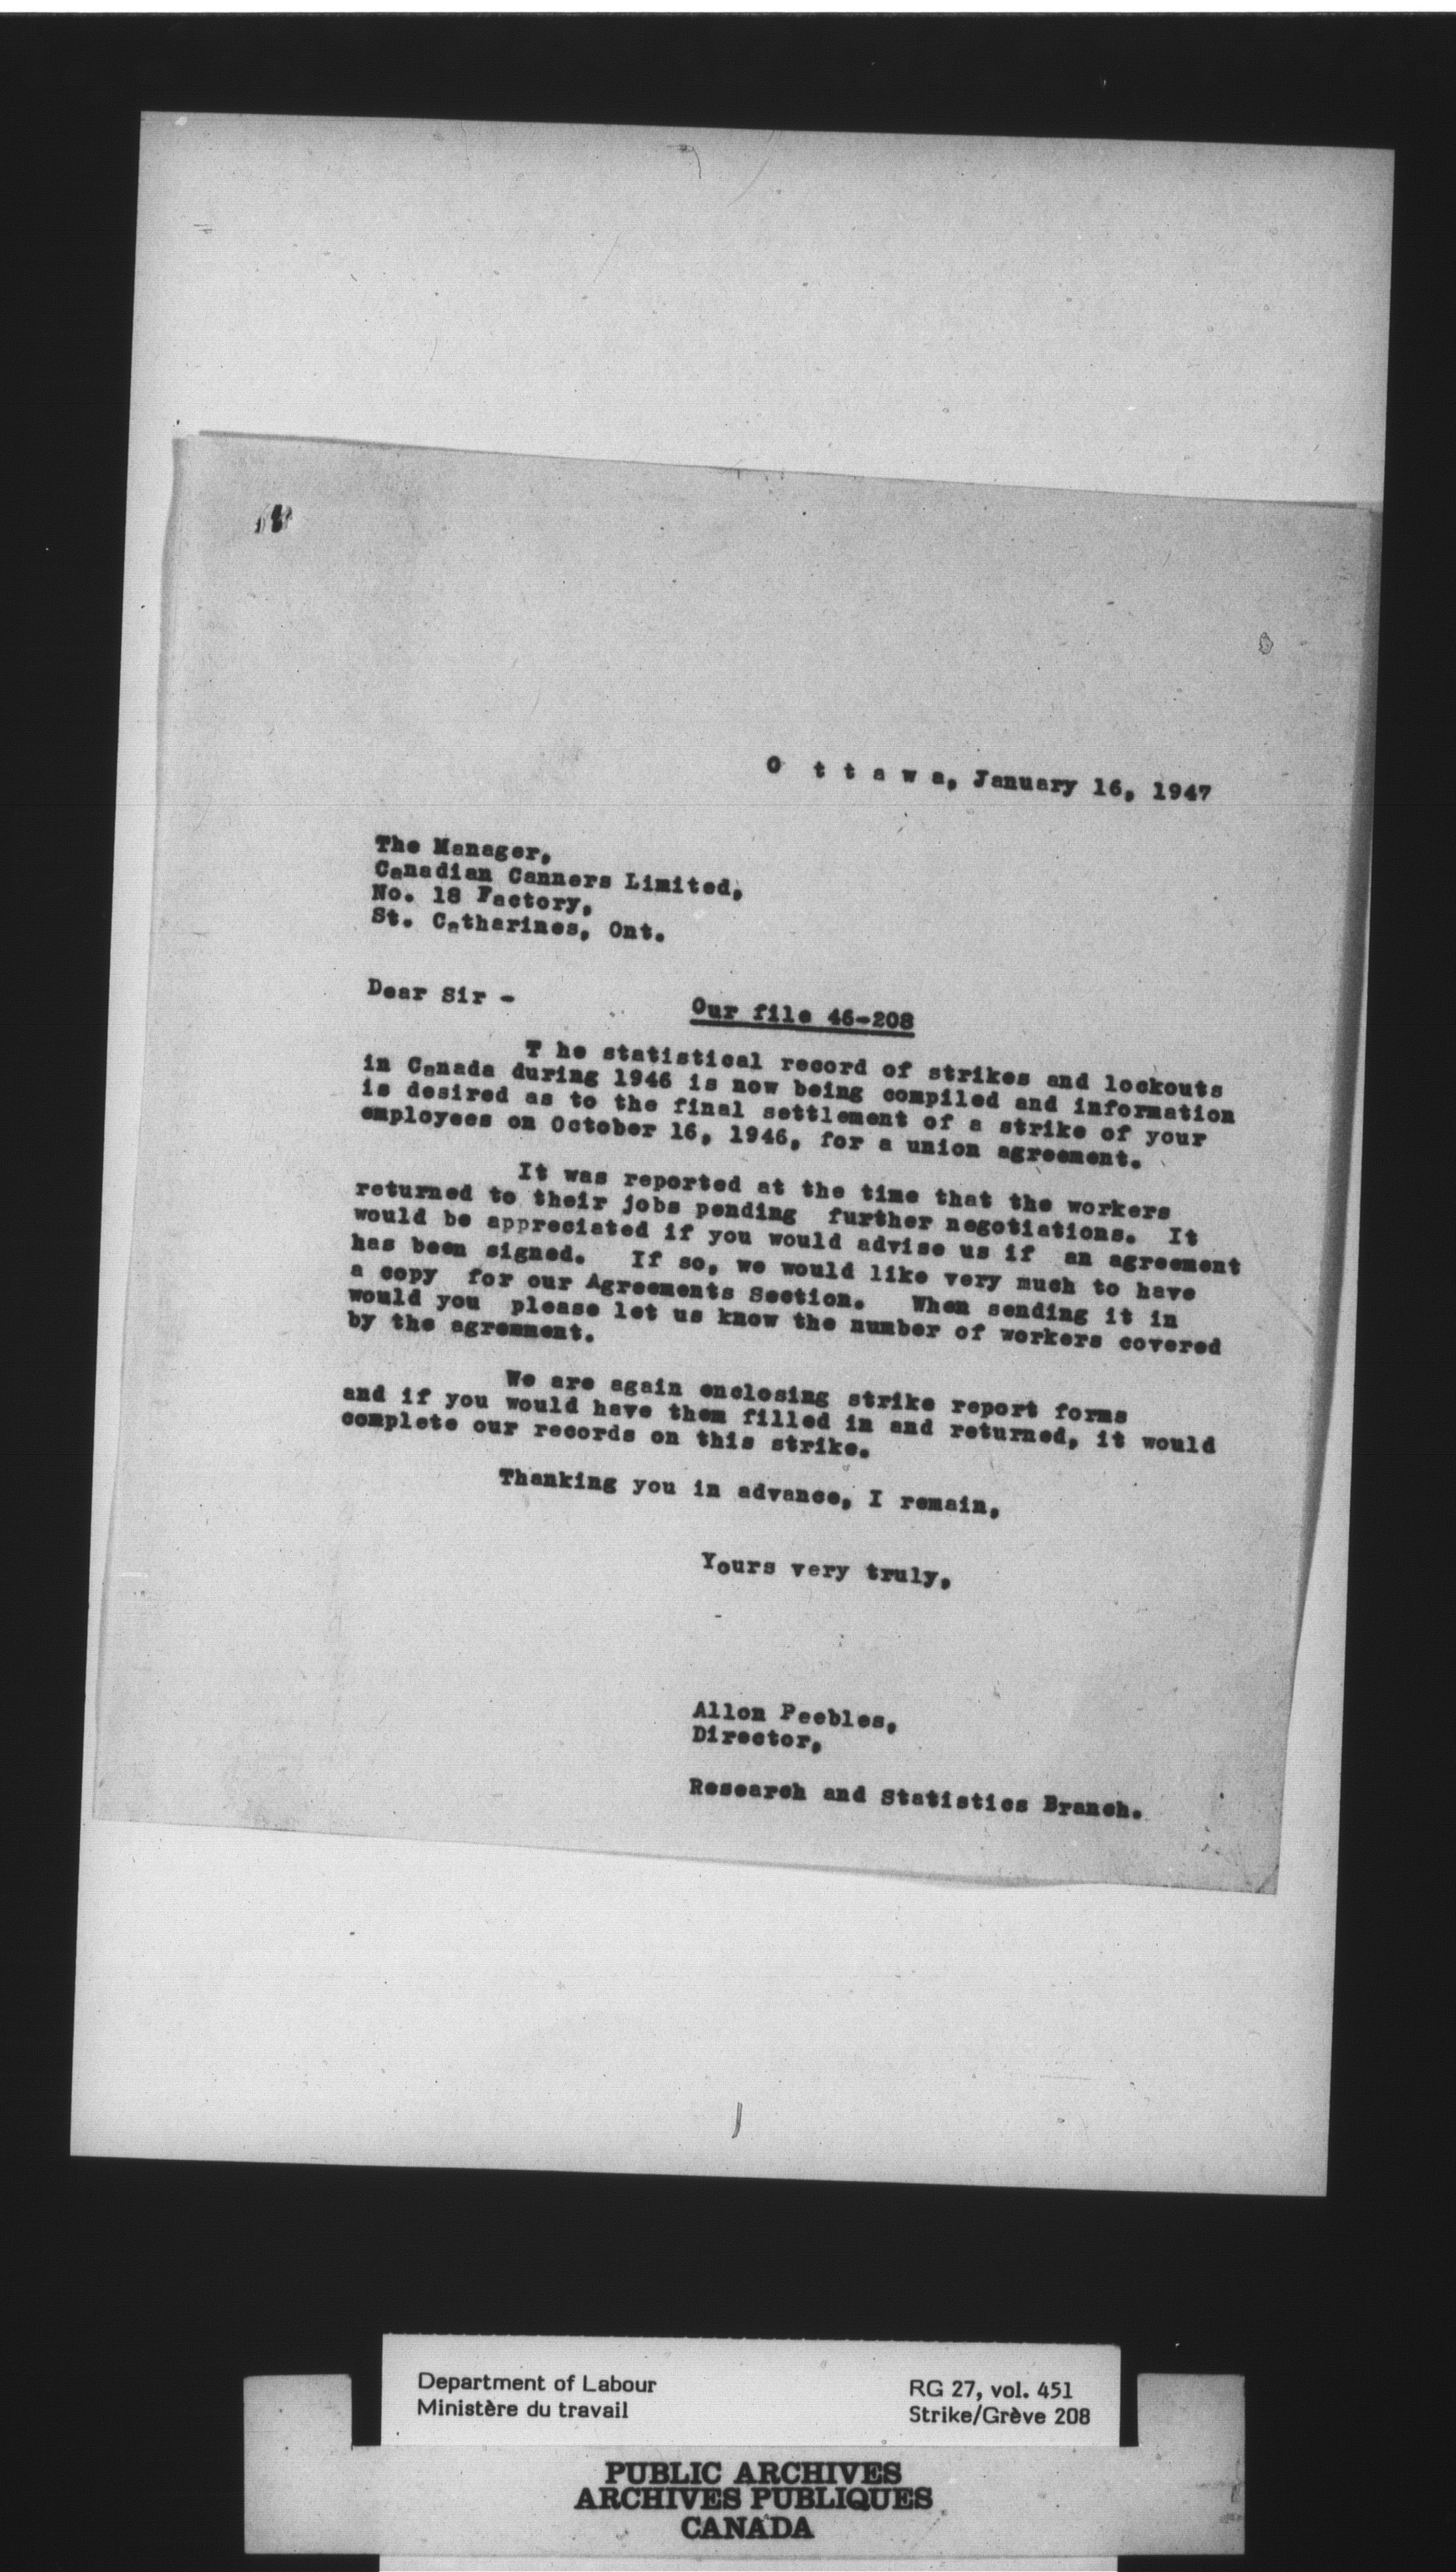 O t t a w a, January 16, 1947
The Manager,
Canadian Canners Limited,
No. 18 Factory,
St. Catharines, Ont.
Dear Sir -
Our file 46-208
T he statistical record of strikes and lockouts
in Canada during 1946 is now being compiled and information
is desired as to the final settlement of a strike of your
employees on October 16, 1946, for a union agreement.
It was reported at the time that the workers
returned to their jobs pending further negotiations. It
would be appreciated if you would advise us if an agreement
has been signed. If so, we would like very much to have
a copy for our Agreements Section. When sending it in
would you please let us know the number of workers covered
by the agremment.
We are again enclosing strike report forms
and if you would have them filled in and returned, it would
complete our records on this strike.
Thanking you in advance, I remain,
Yours very truly,
Allon Peebles,
Director,
Research and Statistics Branch.
Department of Labour
Ministère du travail
RG 27, vol. 451
Strike/Grève 208
PUBLIC ARCHIVES
ARCHIVES PUBLIQUES
CANADA